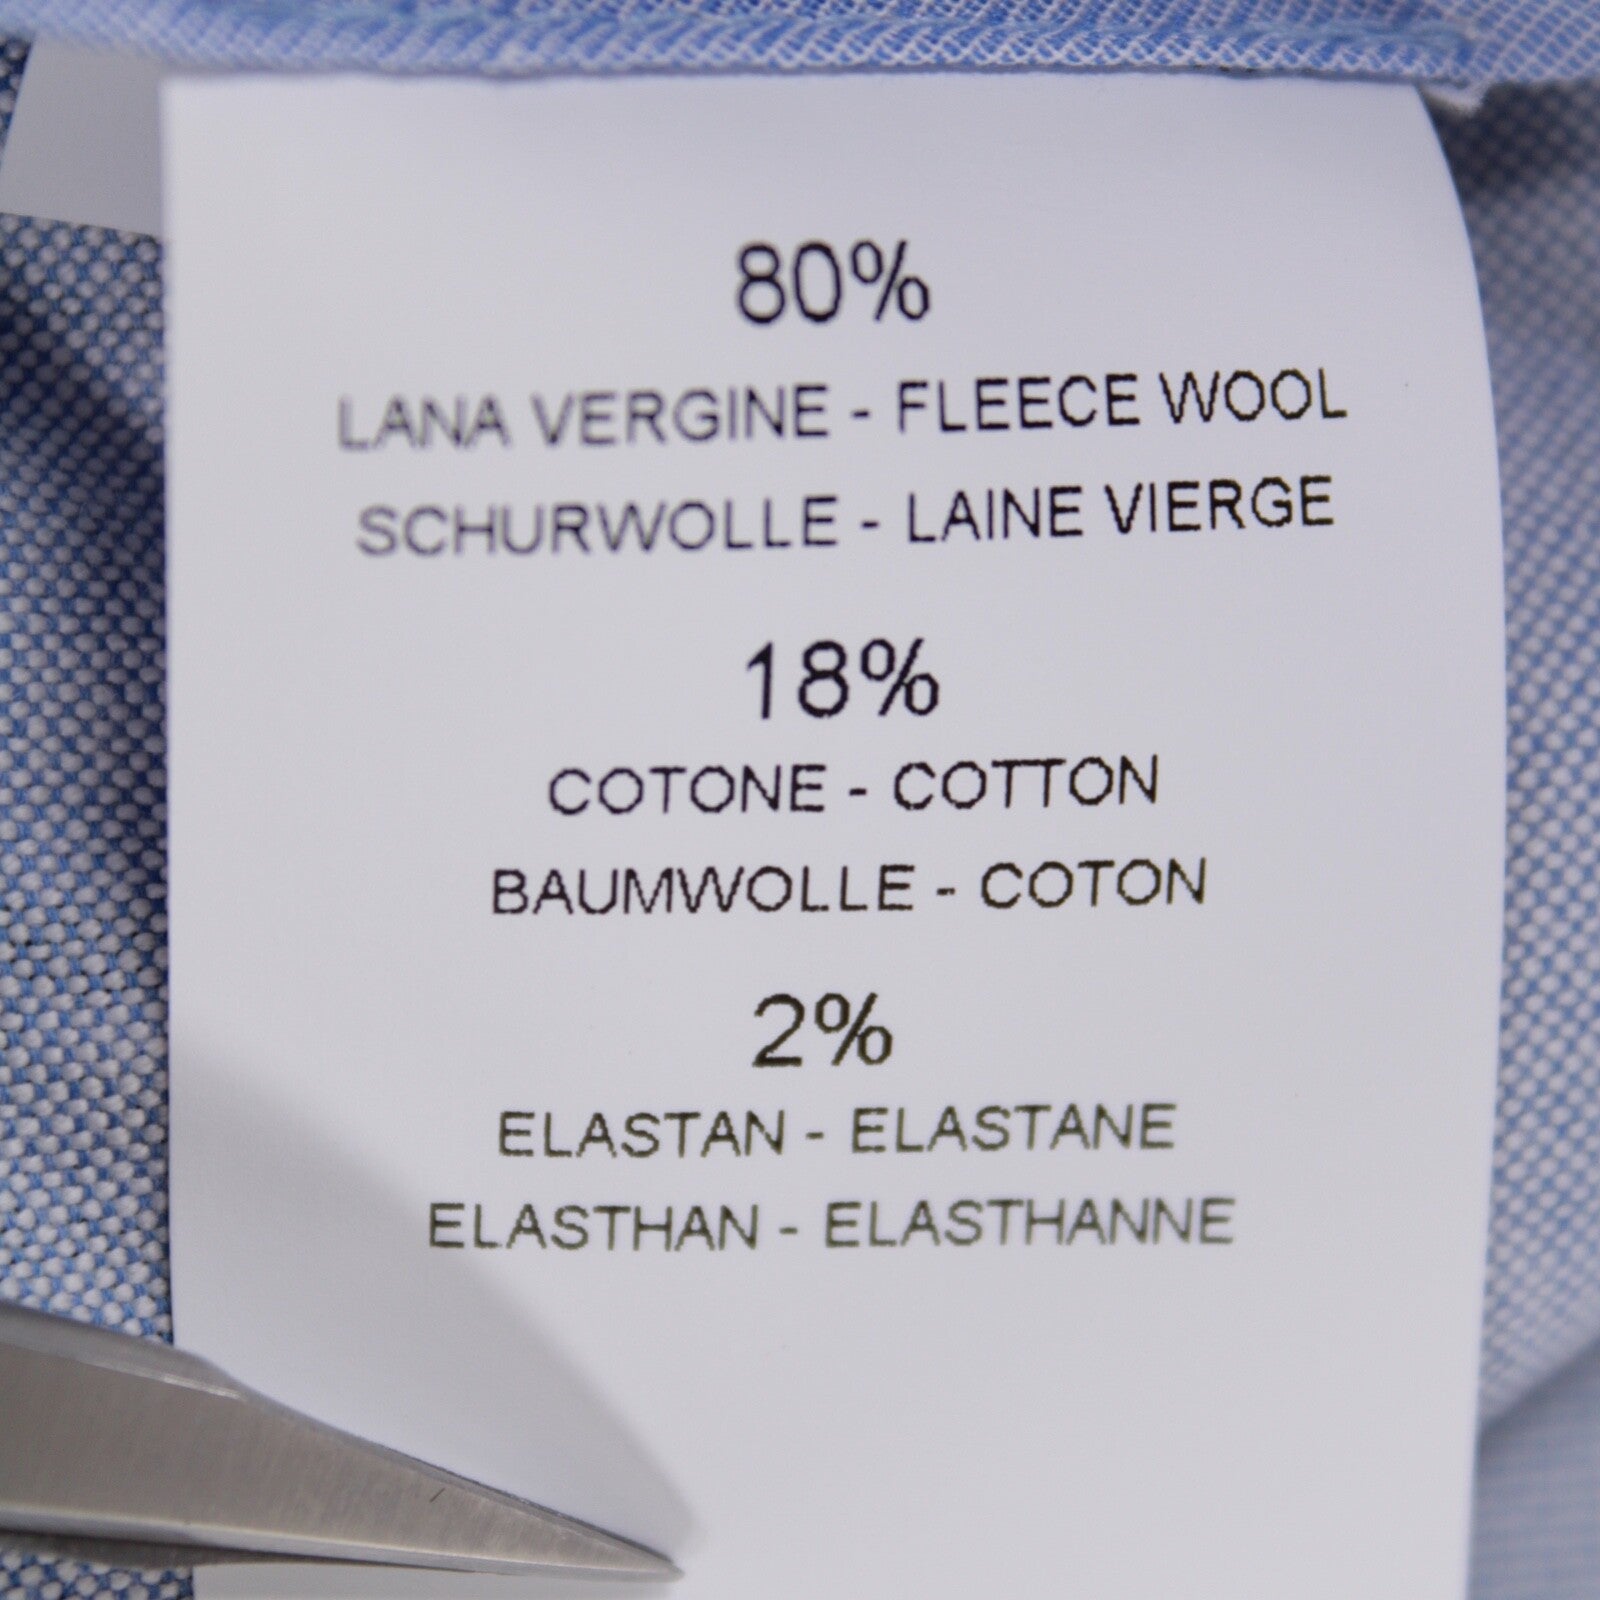 80%
LANA VERGINE - FLEECE WOOL
SCHURWOLLE - LAINE VIERGE
18%
COTONE - COTTON
BAUMWOLLE - COTON
2%
ELASTAN - ELASTANE
ELASTHAN - ELASTHANNE